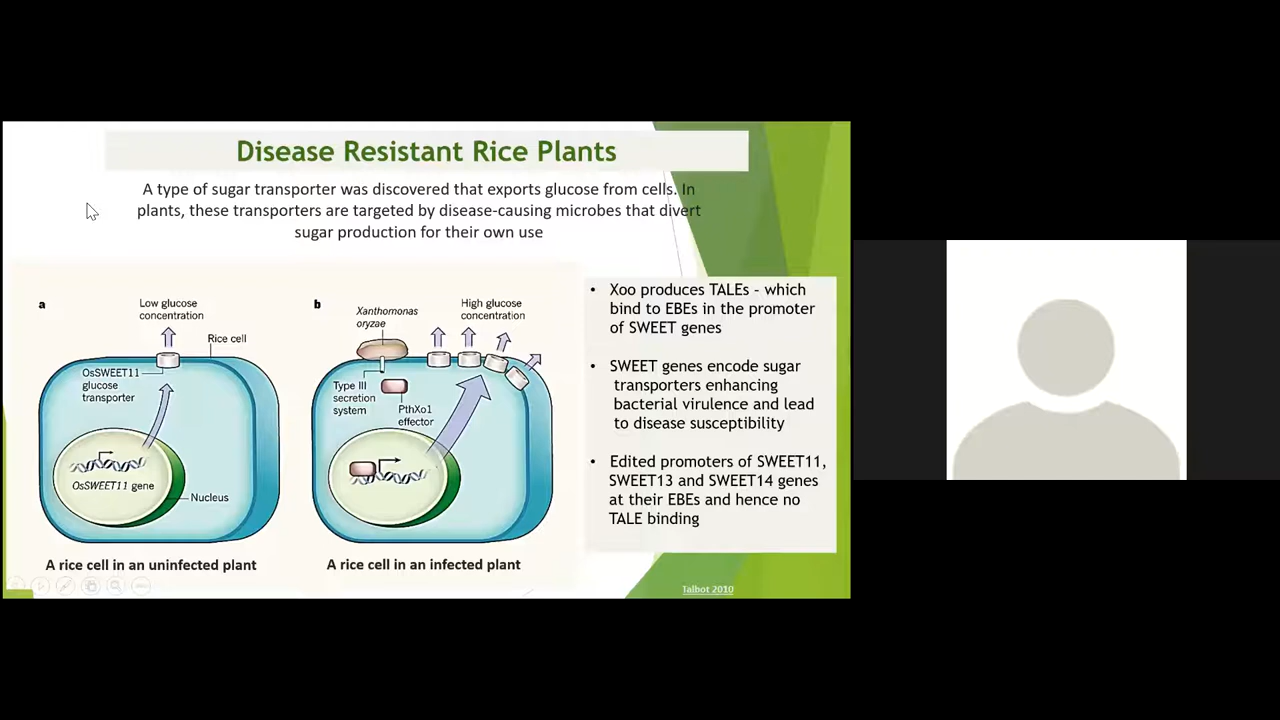 Disease Resistant Rice Plants
A type of sugar transporter was discovered that exports glucose from cells. In
plants, these transporters are targeted by disease-causing microbes that divert
sugar production for their own use
a
Low glucose
concentration
Rice cell
OsSWEET11
glucose
transporter
OsSWEET11 gene
Nucleus
A rice cell in an uninfected plant
b
Xanthomonas
oryzae
High glucose
concentration
Type III
secretion
system
PthXo1
effector
A rice cell in an infected plant
• Xoo produces TALEs - which
bind to EBEs in the promoter
of SWEET genes
• SWEET genes encode sugar
transporters enhancing
bacterial virulence and lead
to disease susceptibility
• Edited promoters of SWEET11,
SWEET13 and SWEET14 genes
at their EBEs and hence no
TALE binding
Talbot 2010